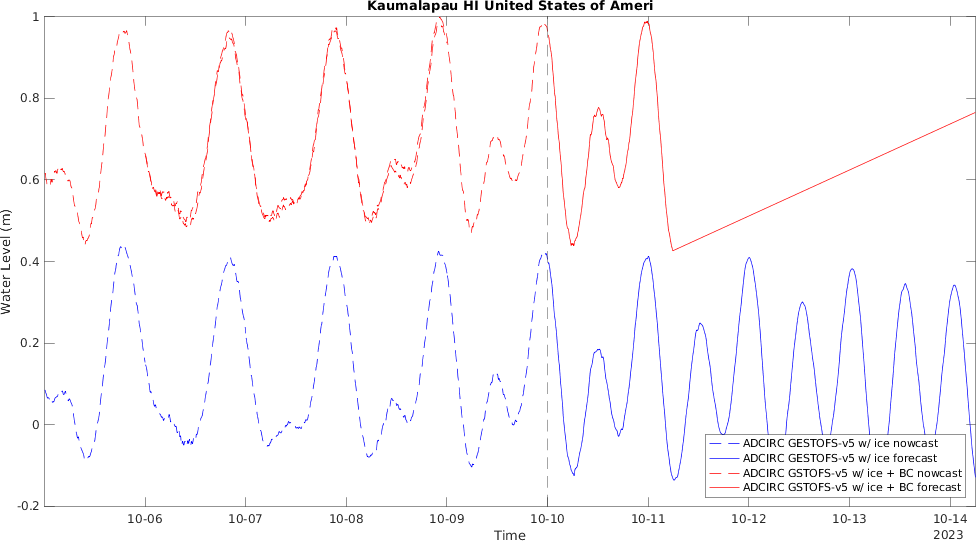 Kaumalapau HI United States of Ameri
Water Level (m)
1
0.8
0.6
0.4
0.2
0
-0.2
ADCIRC GESTOFS-v5 w/ ice nowcast
ADCIRC GESTOFS-v5 w/ ice forecast
ADCIRC GSTOFS-v5 w/ ice + BC nowcast
ADCIRC GSTOFS-v5 w/ ice + BC forecast
10-06 10-07 10-08 10-09 10-10 10-11 10-12 10-13 10-14
Time 2023